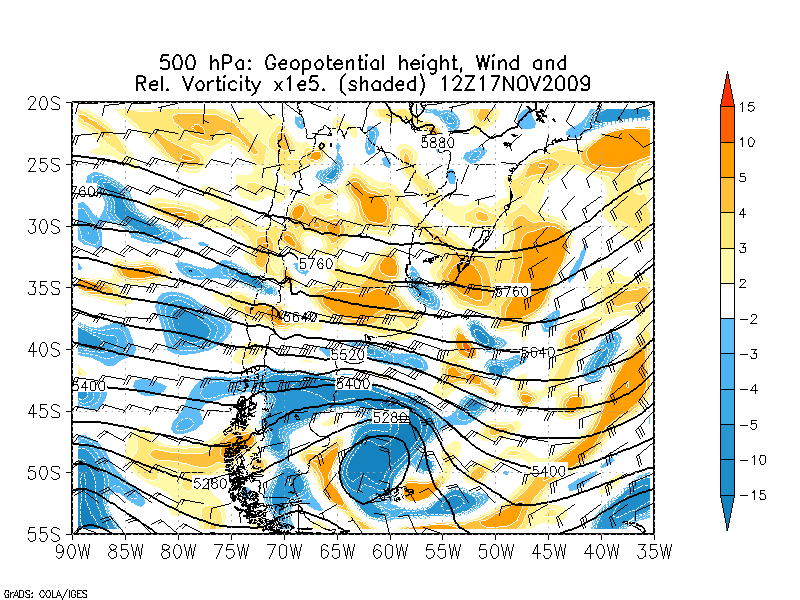 500 hPa: Geopotential height, Wind and
Rel. Vorticity x1e5. (shaded) 12Z17NOV2009
20S
25S
30S
35S
40S
45S
50S
55S
90W 85W 80W 75W 70W 65W 60W 55W 50W 45W 40W 35W
5880
760
5760
5760
5640
5640
5520
5400
5400
5280
5400
5280
15
10
5
4
3
2
-2
-3
-4
-5
-10
-15
GrADS: COLA/IGES